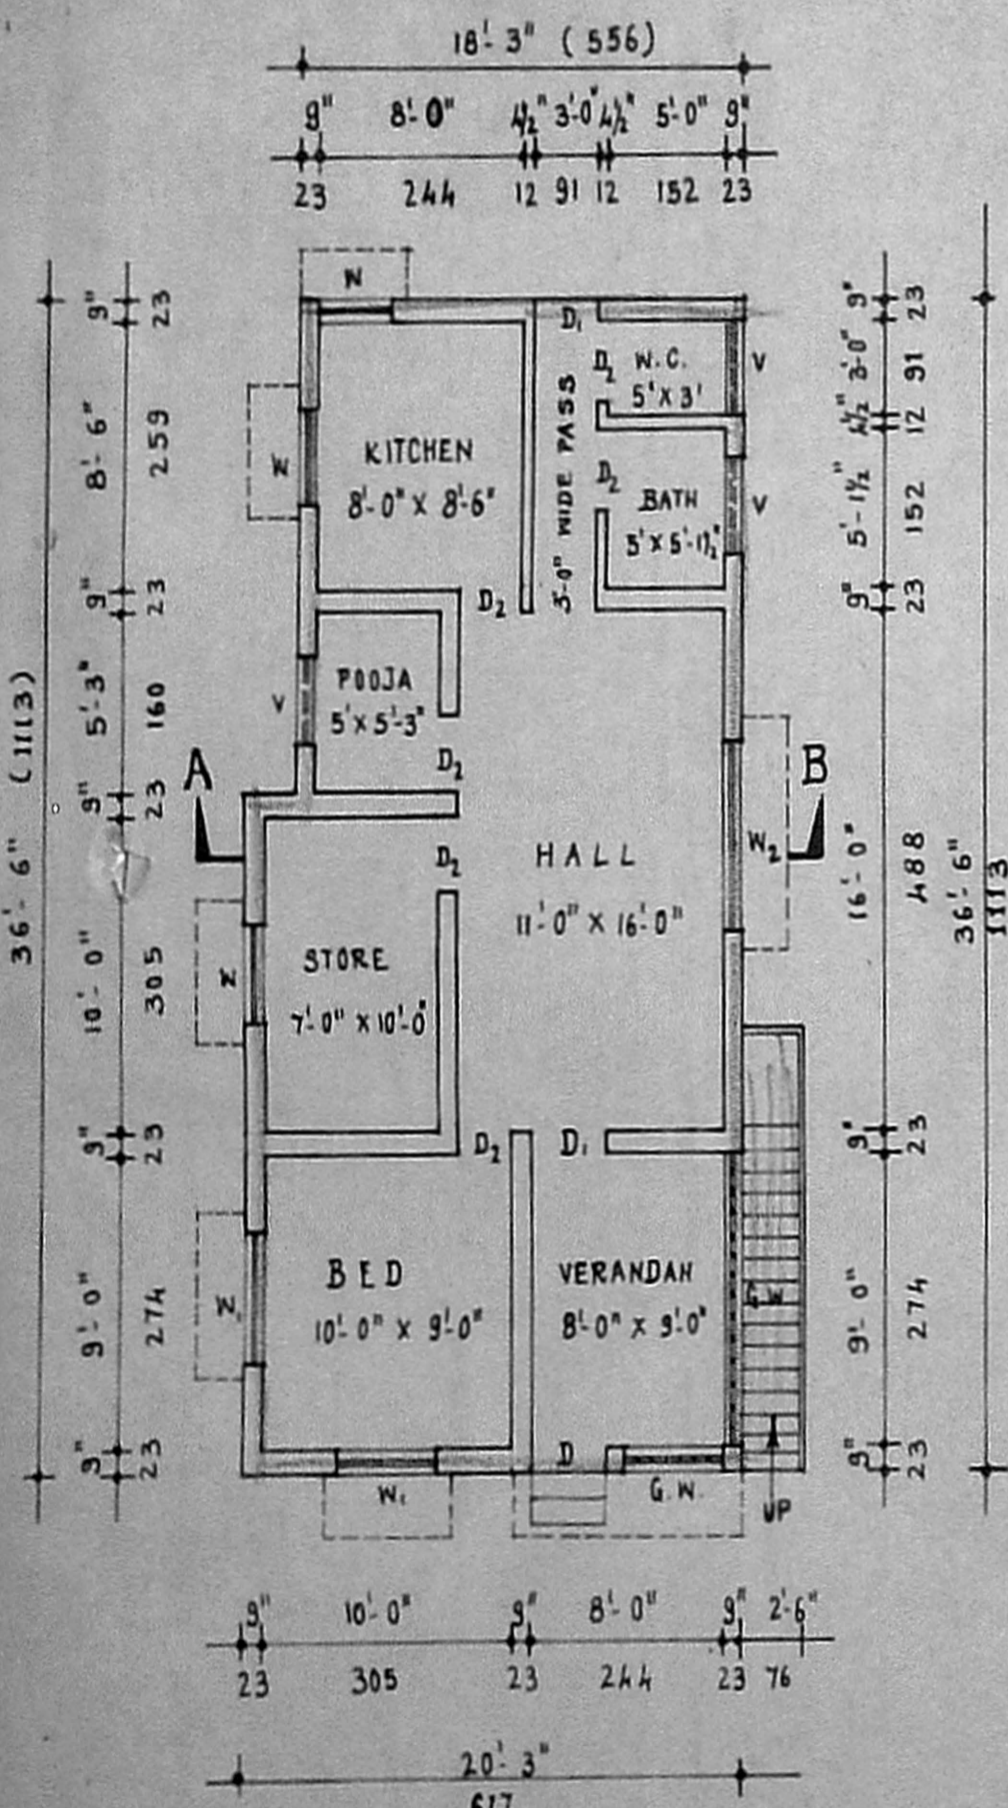 18'-3" (556)
9" 8'-0" 4½" 3'-0" 4½" 5'-0" 9"
23 244 12 91 12 152 23
W
W
V
W
W
9" 8'-6" 9" 5'-3" 9" 10'-0" 9" 9'-0" 9"
23 259 23 160 23 305 23 274 23
36'-6" (1113)
KITCHEN
8'-0" X 8'-6"
D1
3'-0" WIDE PASS
D2 W.C.
5' X 3'
V
D2 BATH
5' X 5'-1½"
V
D2
POOJA
5' X 5'-3"
D2
A
B
D2
HALL
11'-0" X 16'-0"
W2
STORE
7'-0" X 10'-0"
D2 D1
BED
10'-0" X 9'-0"
VERANDAH
8'-0" X 9'-0"
G.W.
W1
D
G.W.
UP
9" 3'-0" 4½" 5'-1½" 9" 16'-0" 9" 9'-0" 9"
23 91 12 152 23 488 23 274 23
36'-6"
1113
9" 10'-0" 9" 8'-0" 9" 2'-6"
23 305 23 244 23 76
20'-3"
617